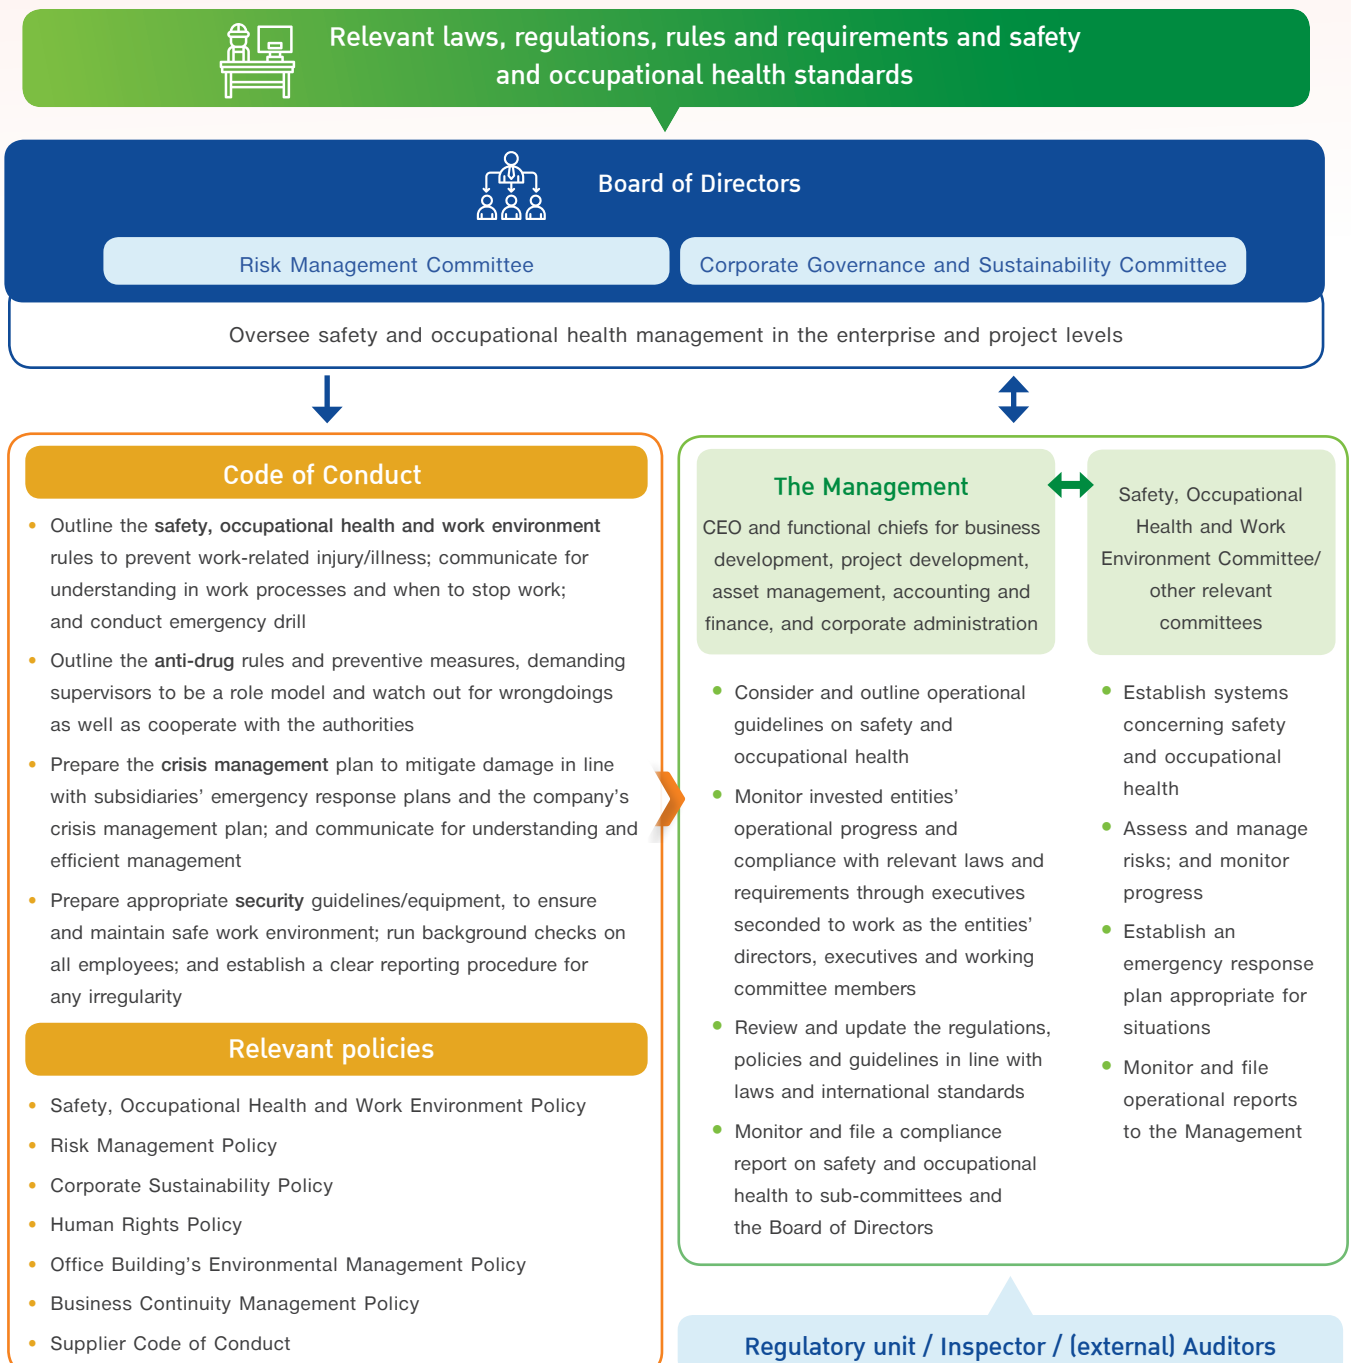 Relevant laws, regulations, rules and requirements and safety
and occupational health standards
Board of Directors
Risk Management Committee
Corporate Governance and Sustainability Committee
Oversee safety and occupational health management in the enterprise and project levels
Code of Conduct
• Outline the safety, occupational health and work environment
rules to prevent work-related injury/illness; communicate for
understanding in work processes and when to stop work;
and conduct emergency drill
• Outline the anti-drug rules and preventive measures, demanding
supervisors to be a role model and watch out for wrongdoings
as well as cooperate with the authorities
• Prepare the crisis management plan to mitigate damage in line
with subsidiaries’ emergency response plans and the company’s
crisis management plan; and communicate for understanding and
efficient management
• Prepare appropriate security guidelines/equipment, to ensure
and maintain safe work environment; run background checks on
all employees; and establish a clear reporting procedure for
any irregularity
Relevant policies
• Safety, Occupational Health and Work Environment Policy
• Risk Management Policy
• Corporate Sustainability Policy
• Human Rights Policy
• Office Building’s Environmental Management Policy
• Business Continuity Management Policy
• Supplier Code of Conduct
The Management
CEO and functional chiefs for business
development, project development,
asset management, accounting and
finance, and corporate administration
• Consider and outline operational
guidelines on safety and
occupational health
• Monitor invested entities’
operational progress and
compliance with relevant laws and
requirements through executives
seconded to work as the entities’
directors, executives and working
committee members
• Review and update the regulations,
policies and guidelines in line with
laws and international standards
• Monitor and file a compliance
report on safety and occupational
health to sub-committees and
the Board of Directors
Safety, Occupational
Health and Work
Environment Committee/
other relevant
committees
• Establish systems
concerning safety
and occupational
health
• Assess and manage
risks; and monitor
progress
• Establish an
emergency response
plan appropriate for
situations
• Monitor and file
operational reports
to the Management
Regulatory unit / Inspector / (external) Auditors